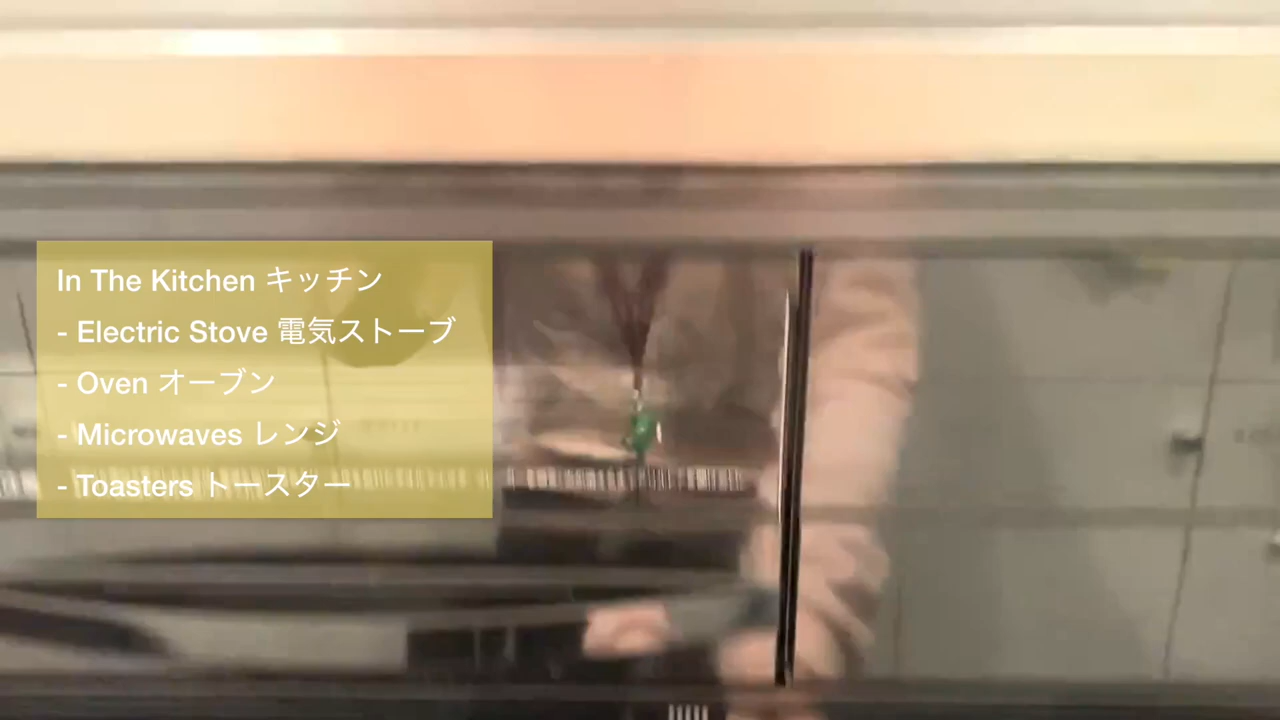 In The Kitchen キッチン
- Electric Stove 電気ストーブ
- Oven オーブン
- Microwaves レンジ
- Toasters トースター